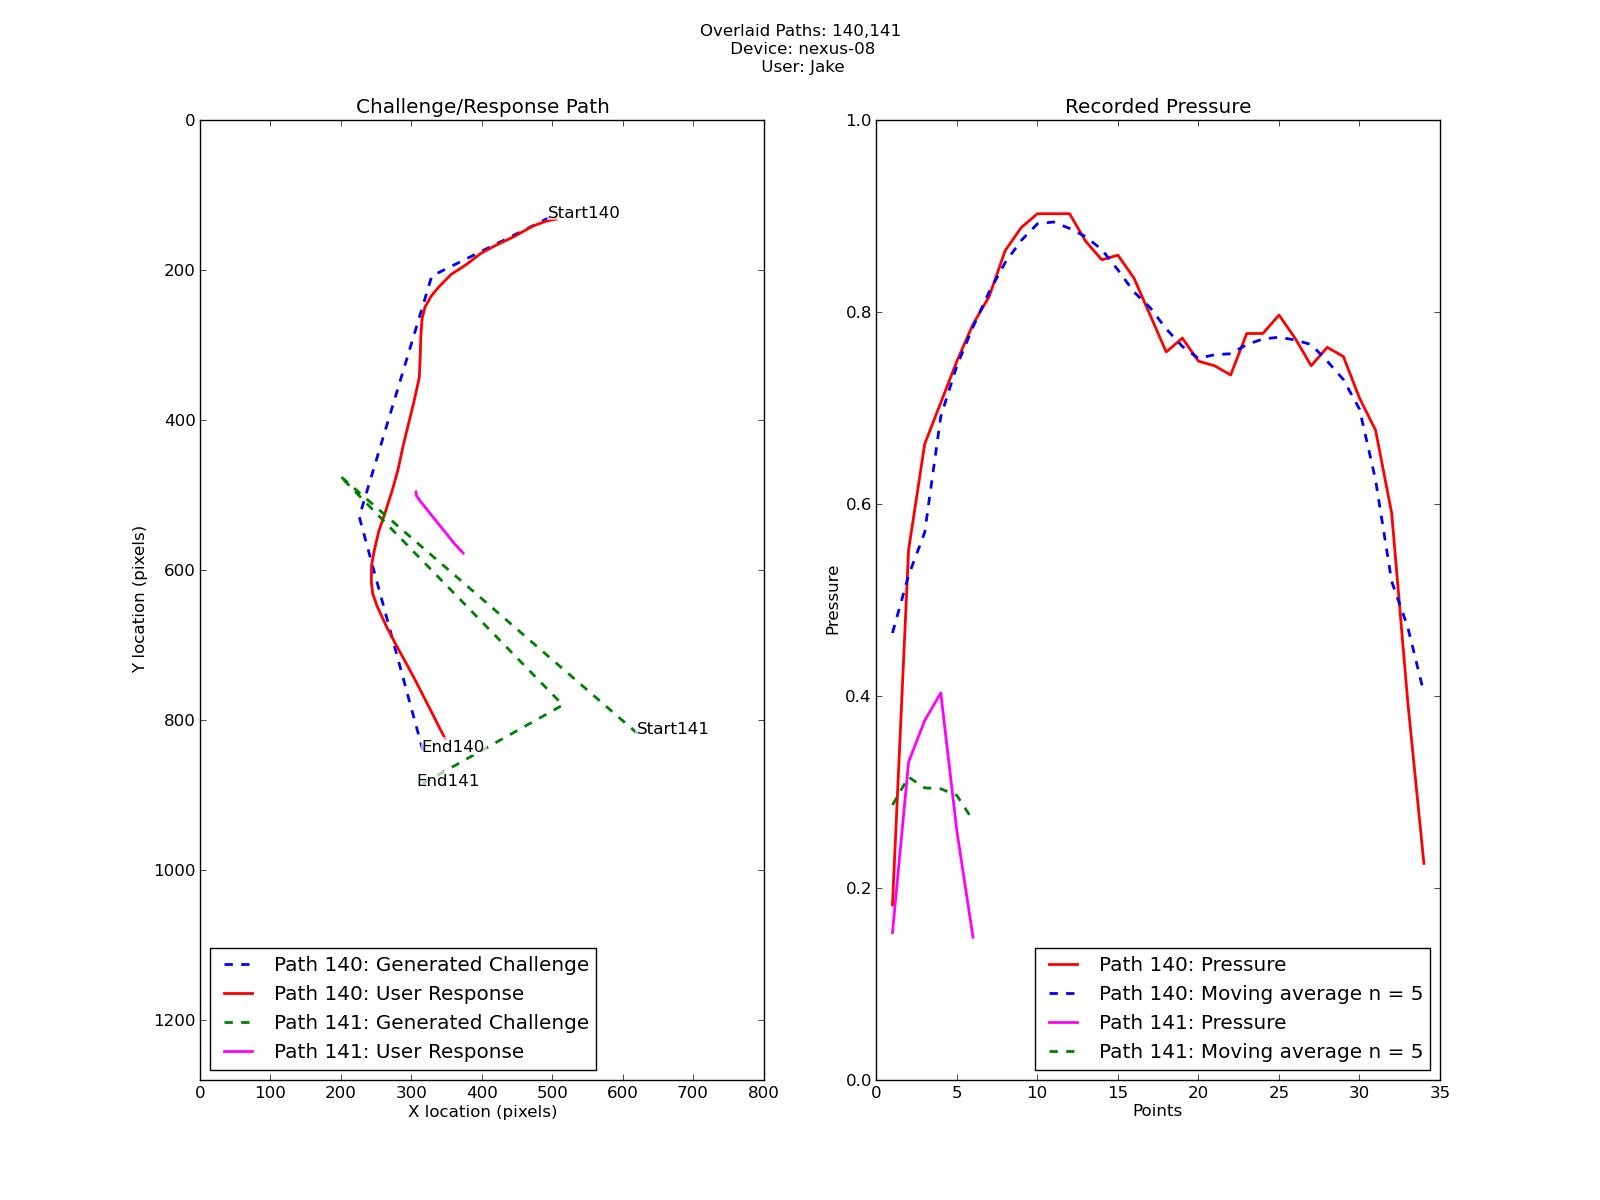 Overlaid Paths: 140,141
Device: nexus-08
User: Jake
Challenge/Response Path
0
200
400
600
800
1000
1200
Y location (pixels)
Start140
Start141
End140
End141
Path 140: Generated Challenge
Path 140: User Response
Path 141: Generated Challenge
Path 141: User Response
0 100 200 300 400 500 600 700 800
X location (pixels)
Recorded Pressure
1.0
0.8
0.6
0.4
0.2
0.0
Pressure
Path 140: Pressure
Path 140: Moving average n = 5
Path 141: Pressure
Path 141: Moving average n = 5
0 5 10 15 20 25 30 35
Points